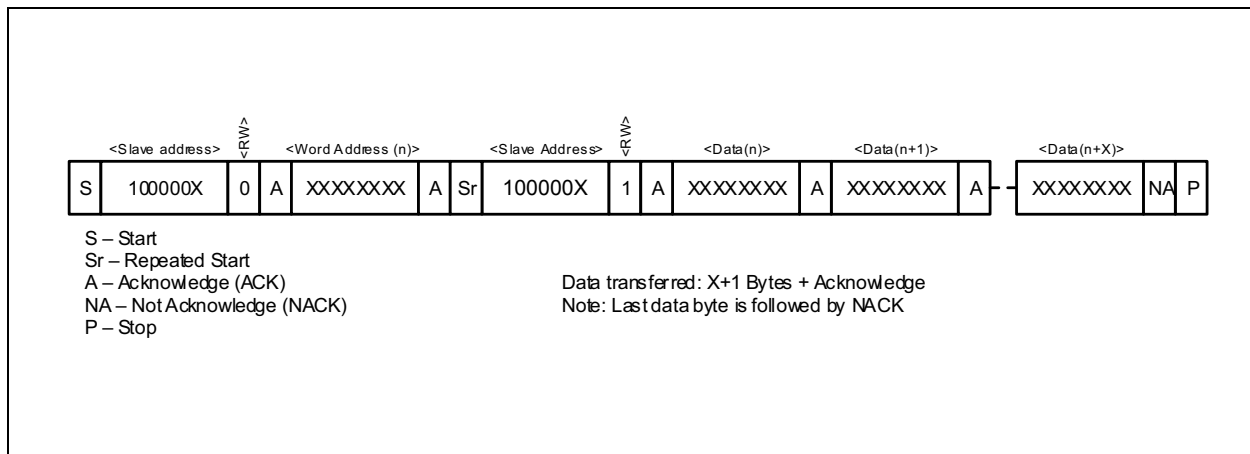 <Slave address> <RW> <Word Address (n)> <Slave Address> <RW> <Data(n)> <Data(n+1)> <Data(n+X)>
S 100000X 0 A XXXXXXXX A Sr 100000X 1 A XXXXXXXX A XXXXXXXX A XXXXXXXX NA P
S – Start
Sr – Repeated Start
A – Acknowledge (ACK) Data transferred: X+1 Bytes + Acknowledge
NA – Not Acknowledge (NACK) Note: Last data byte is followed by NACK
P – Stop